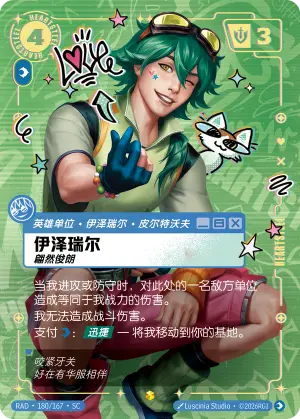 HEARTSTEEL
4
3
Love
英雄单位 • 伊泽瑞尔 • 皮尔特沃夫
伊泽瑞尔
翩然俊朗
当我进攻或防守时，对此处的一名敌方单位
造成等同于我战力的伤害。
我无法造成战斗伤害。
支付 ：迅捷 — 将我移动到你的基地。
咬紧牙关
好在有华服相伴
RAD • 180/167 • SC
Luscinia Studio • ©2026RGJ